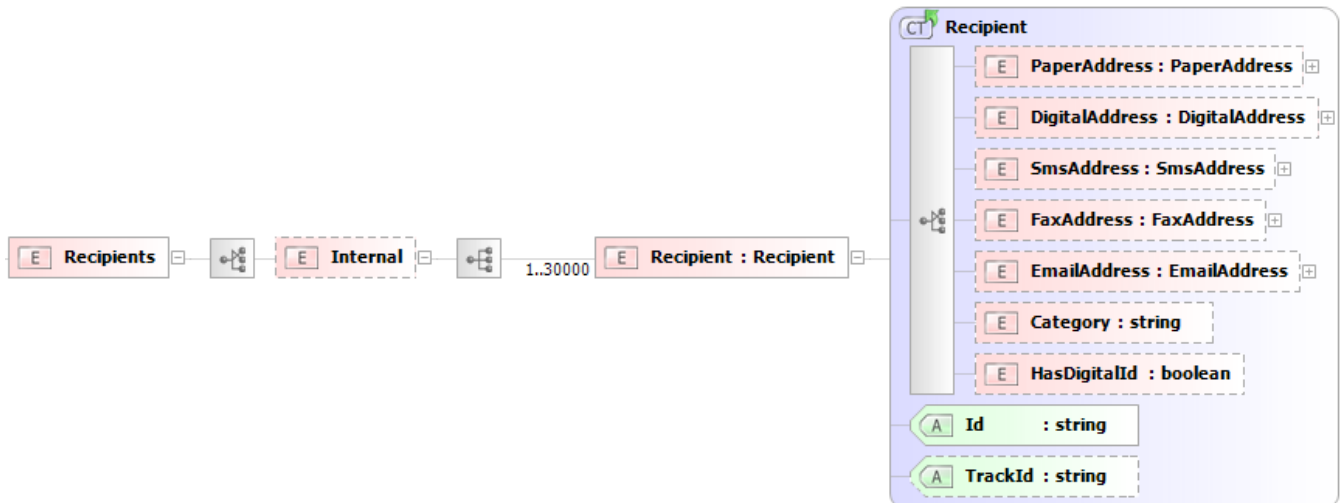 CT Recipient
E PaperAddress : PaperAddress
E DigitalAddress : DigitalAddress
E SmsAddress : SmsAddress
E FaxAddress : FaxAddress
E Recipients
E Internal
1..30000
E Recipient : Recipient
E EmailAddress : EmailAddress
E Category : string
E HasDigitalId : boolean
A Id : string
A TrackId : string